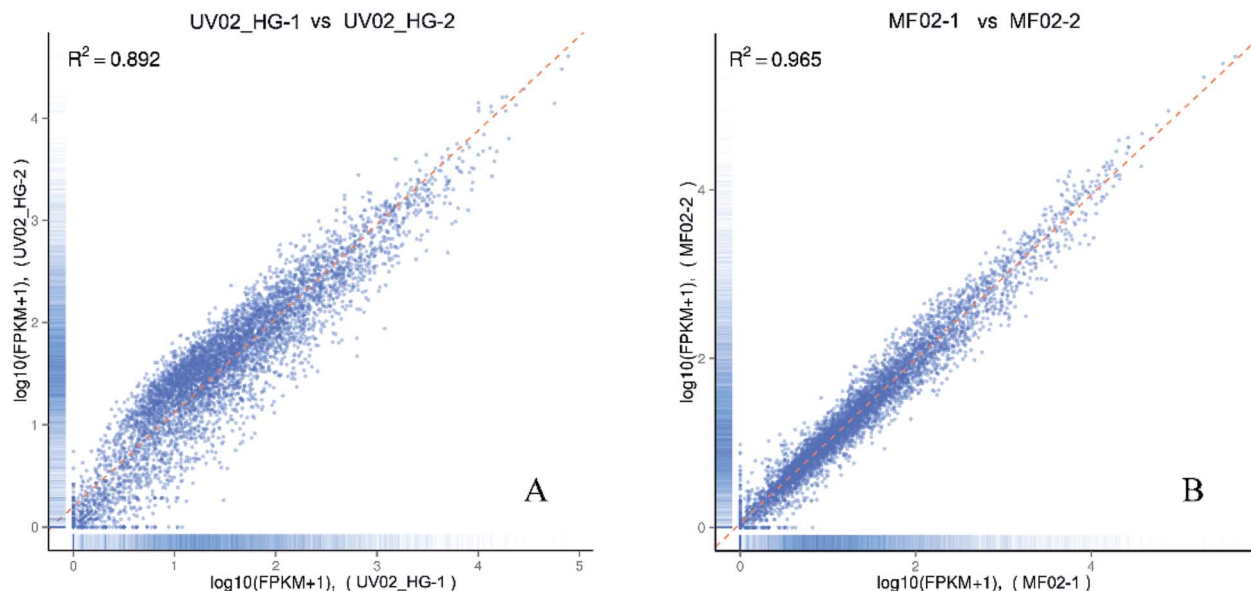 UV02_HG-1 vs UV02_HG-2
R² = 0.892
log10(FPKM+1), ( UV02_HG-2)
4
3
2
1
0
A
0 1 2 3 4 5
log10(FPKM+1), ( UV02_HG-1)
MF02-1 vs MF02-2
R² = 0.965
log10(FPKM+1), ( MF02-2)
4
2
0
B
0 2 4
log10(FPKM+1), ( MF02-1)